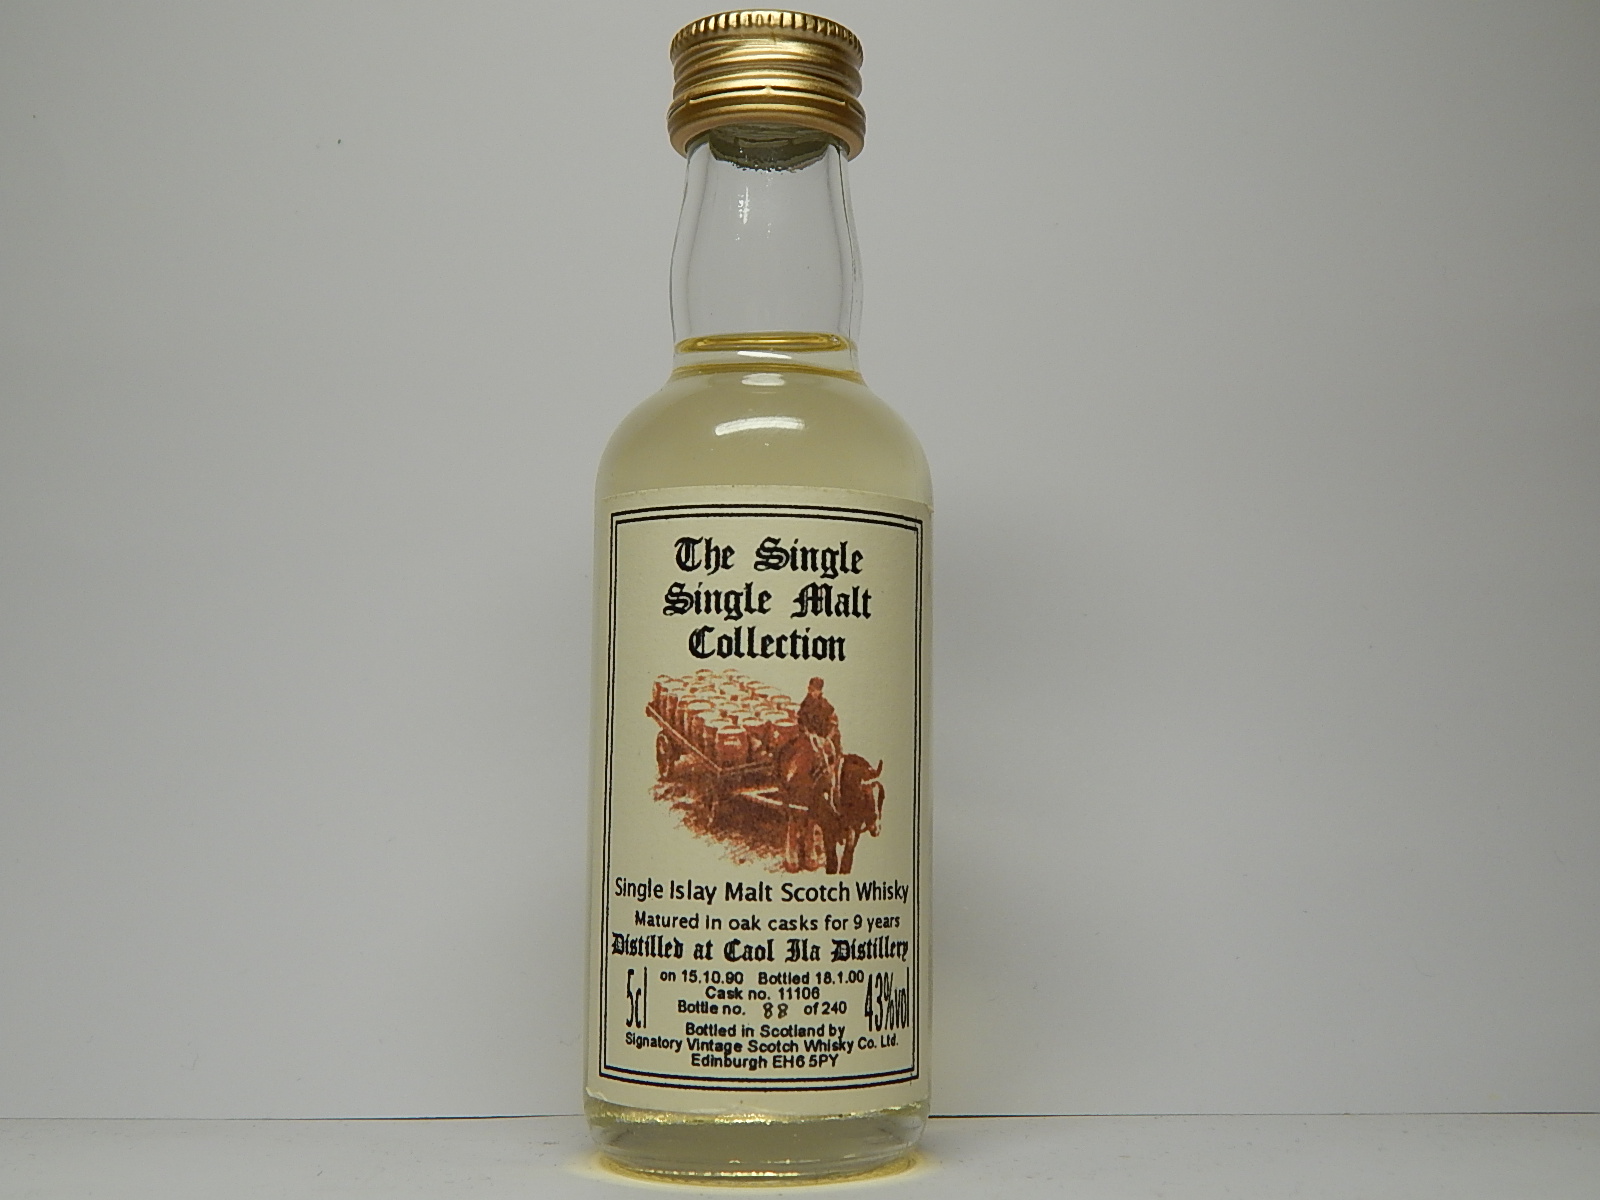 The Single
Single Malt
Collection
Single Islay Malt Scotch Whisky
Matured in oak casks for 9 years
Distilled at Caol Ila Distillery
5cl
on 15.10.90 Bottled 18.1.00
Cask no. 11106
Bottle no. 88 of 240
43%vol
Bottled in Scotland by
Signatory Vintage Scotch Whisky Co. Ltd.
Edinburgh EH6 5PY